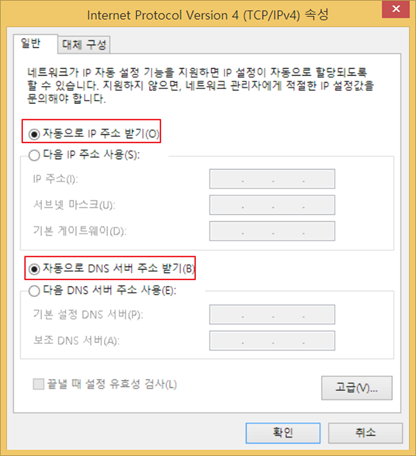 Internet Protocol Version 4 (TCP/IPv4) 속성
일반 대체 구성
네트워크가 IP 자동 설정 기능을 지원하면 IP 설정이 자동으로 할당되도록
할 수 있습니다. 지원하지 않으면, 네트워크 관리자에게 적절한 IP 설정값을
문의해야 합니다.
자동으로 IP 주소 받기(O)
다음 IP 주소 사용(S):
IP 주소(I):
서브넷 마스크(U):
기본 게이트웨이(D):
자동으로 DNS 서버 주소 받기(B)
다음 DNS 서버 주소 사용(E):
기본 설정 DNS 서버(P):
보조 DNS 서버(A):
끝낼 때 설정 유효성 검사(L)
고급(V)...
확인 취소